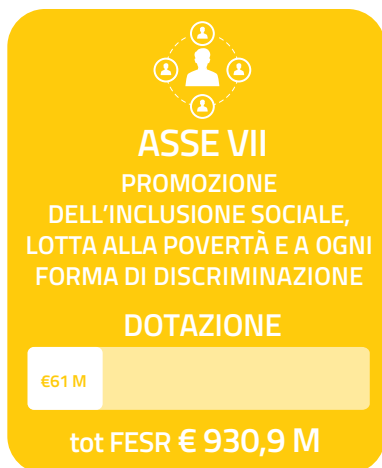 ASSE VII
PROMOZIONE
DELL'INCLUSIONE SOCIALE,
LOTTA ALLA POVERTÀ E A OGNI
FORMA DI DISCRIMINAZIONE
DOTAZIONE
€61 M
tot FESR € 930,9 M